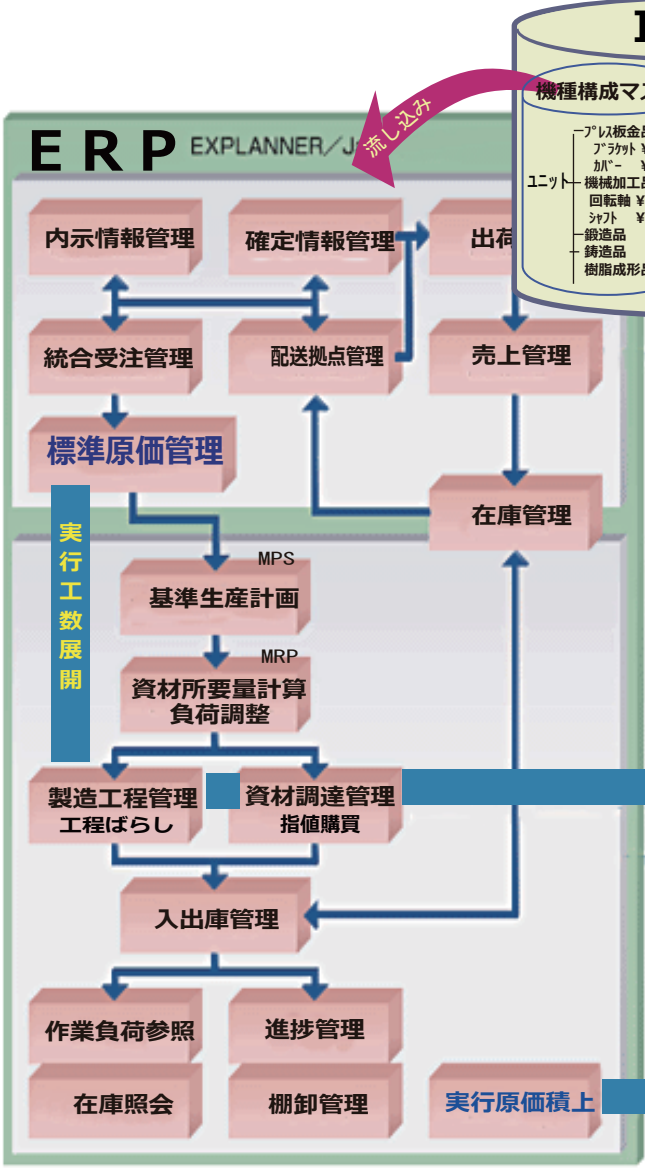 機種構成マ
プレス板金
ブラケット ¥
カバー ¥
ユニット
機械加工
回転軸 ¥
シャフト ¥
鍛造品
鋳造品
樹脂成形
流し込み
ERP EXPLANNER/J
内示情報管理
確定情報管理
出荷
統合受注管理
配送拠点管理
売上管理
標準原価管理
在庫管理
実行工数展開
MPS
基準生産計画
MRP
資材所要量計算
負荷調整
製造工程管理
工程ばらし
資材調達管理
指値購買
入出庫管理
作業負荷参照
進捗管理
在庫照会
棚卸管理
実行原価積上